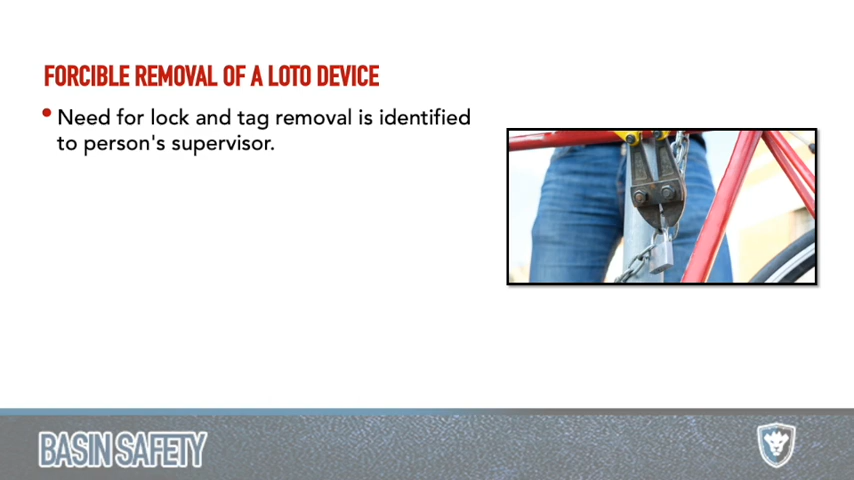 FORCIBLE REMOVAL OF A LOTO DEVICE
• Need for lock and tag removal is identified
to person's supervisor.
BASIN SAFETY